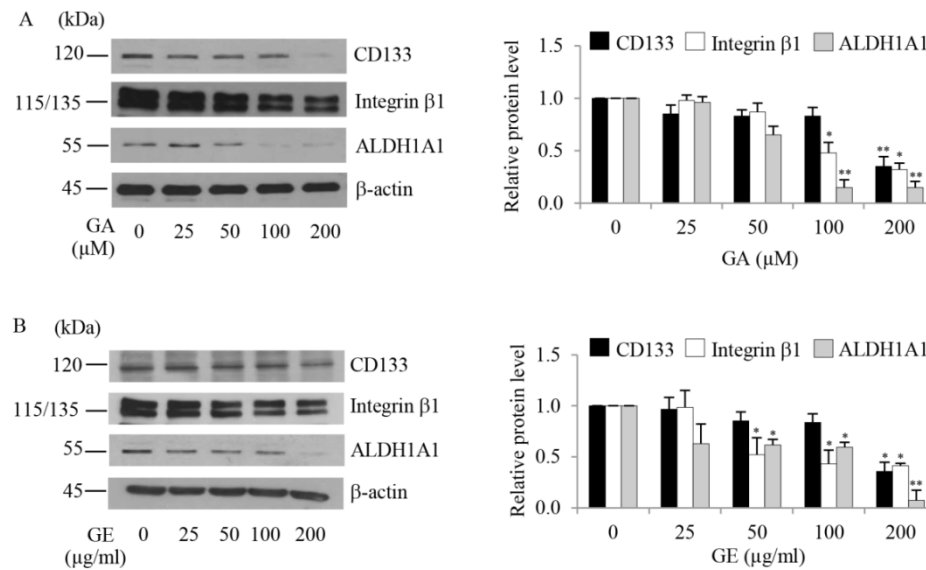 A (kDa)
120 CD133
115/135 Integrin β1
55 ALDH1A1
45 β-actin
GA (μM) 0 25 50 100 200
CD133 Integrin β1 ALDH1A1
Relative protein level
1.5
1.0
0.5
0.0
* ** ** * **
0 25 50 100 200
GA (μM)
B (kDa)
120 CD133
115/135 Integrin β1
55 ALDH1A1
45 β-actin
GE (μg/ml) 0 25 50 100 200
CD133 Integrin β1 ALDH1A1
Relative protein level
1.5
1.0
0.5
0.0
* * * * * * **
0 25 50 100 200
GE (μg/ml)